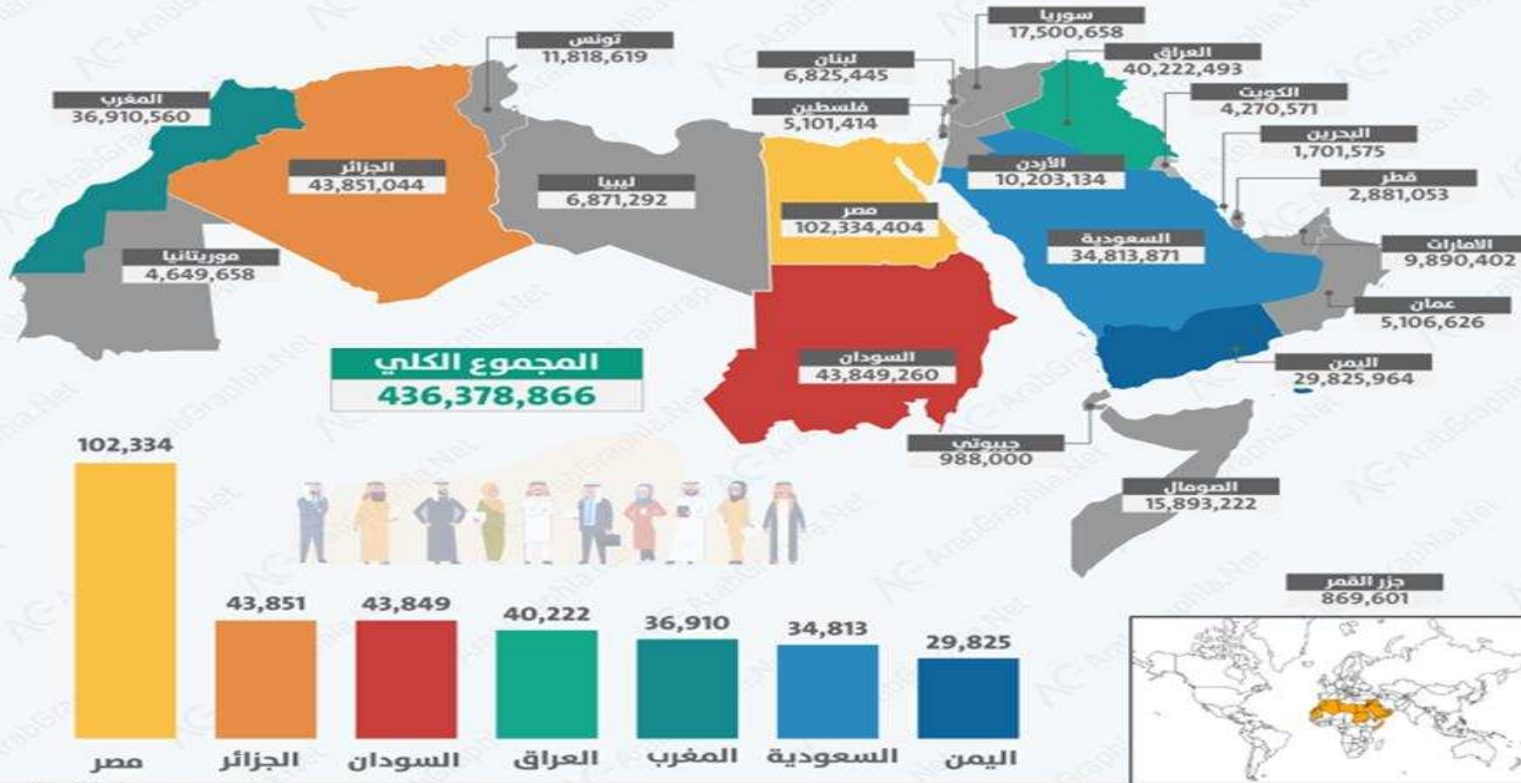 سوريا
17,500,658
تونس
11,818,619
لبنان
6,825,445
العراق
40,222,493
المغرب
36,910,560
فلسطين
5,101,414
الكويت
4,270,571
البحرين
1,701,575
الجزائر
43,851,044
ليبيا
6,871,292
الأردن
10,203,134
قطر
2,881,053
مصر
102,334,404
السعودية
34,813,871
الامارات
9,890,402
موريتانيا
4,649,658
عمان
5,106,626
السودان
43,849,260
اليمن
29,825,964
المجموع الكلي
436,378,866
جيبوتي
988,000
الصومال
15,893,222
جزر القمر
869,601
102,334
43,851
43,849
40,222
36,910
34,813
29,825
مصر
الجزائر
السودان
العراق
المغرب
السعودية
اليمن
AG-ArabGraphia.Net